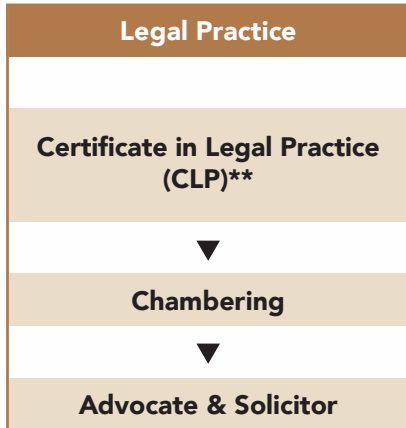 Legal Practice
Certificate in Legal Practice
(CLP)**
Chambering
Advocate & Solicitor